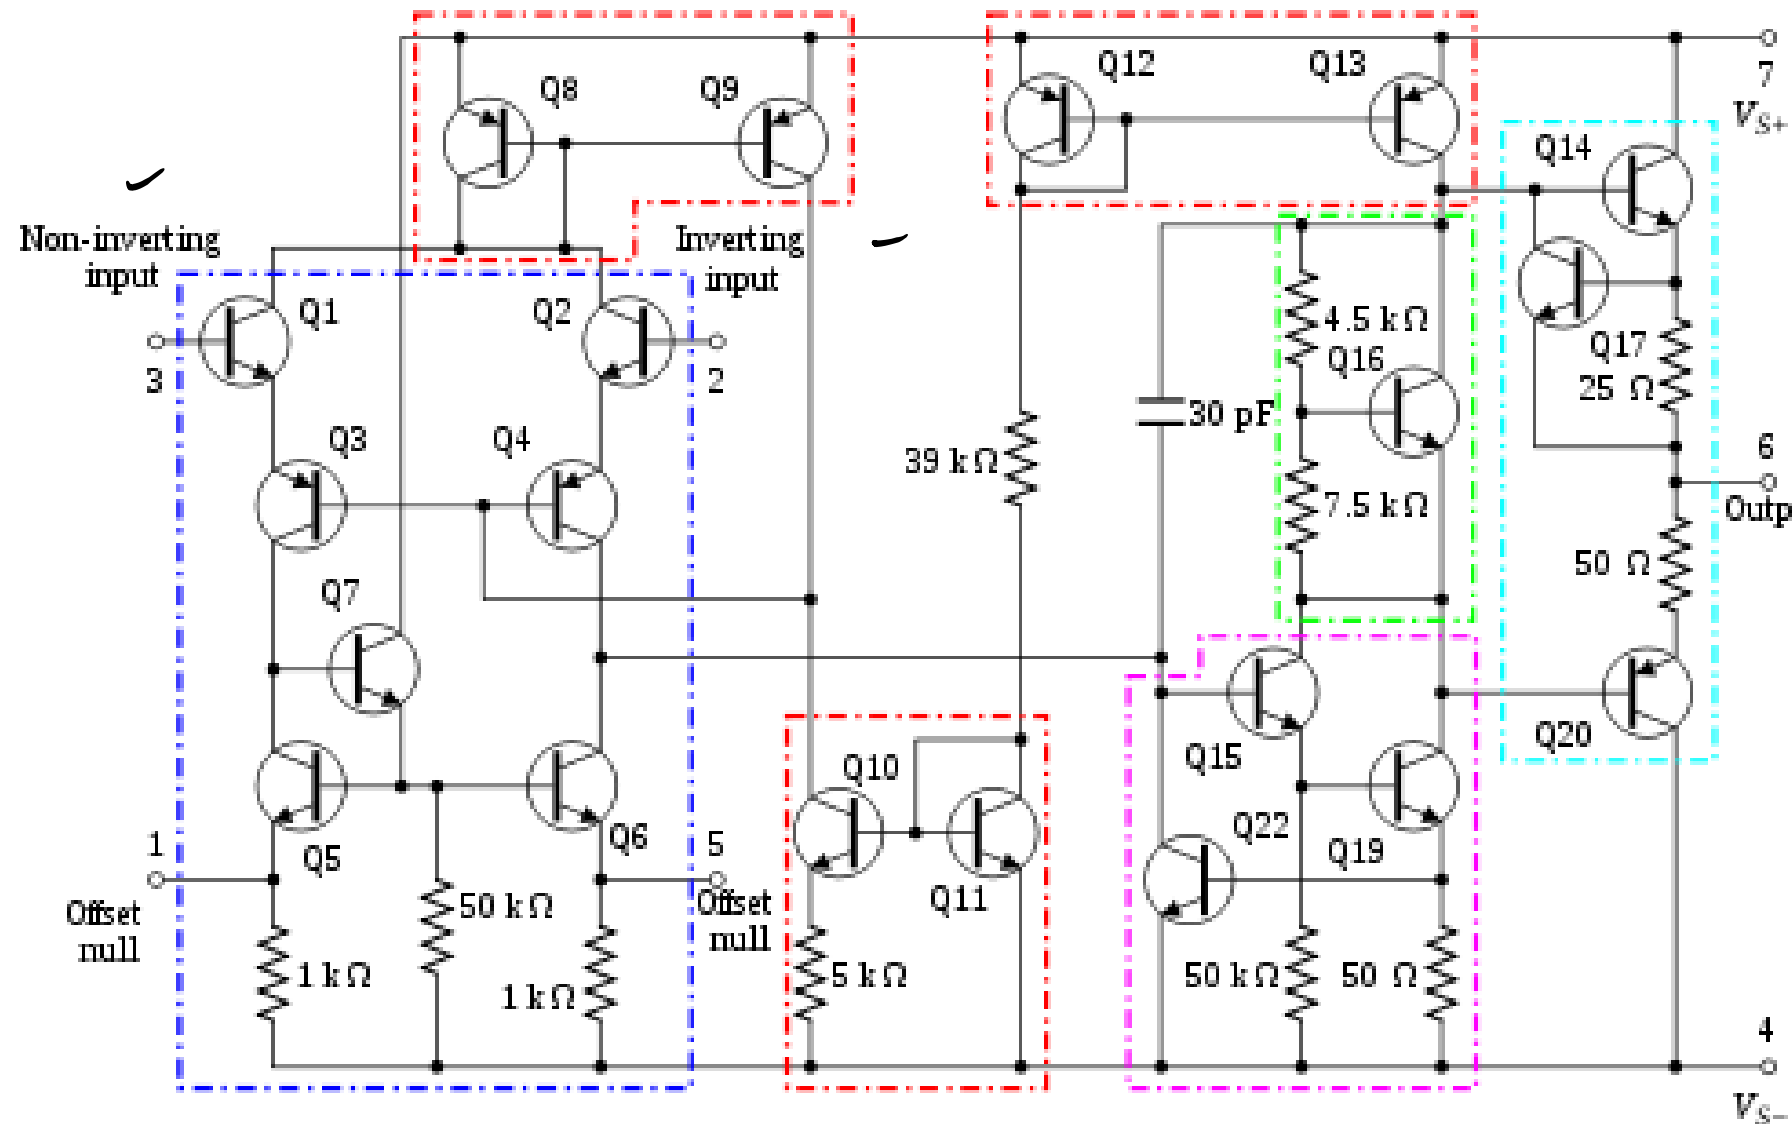 Q8
Q9
Q12
Q13
7
V_S+
Q14
Non-inverting
input
Inverting
input
Q1
Q2
3
2
4.5 kΩ
Q16
Q17
25 Ω
30 pF
Q3
Q4
39 kΩ
7.5 kΩ
6
Outp
50 Ω
Q7
Q15
Q20
Q10
Q22
Q19
1
Q5
Q6
5
Q11
Offset
null
50 kΩ
Offset
null
1 kΩ
1 kΩ
5 kΩ
50 kΩ
50 Ω
4
V_S−